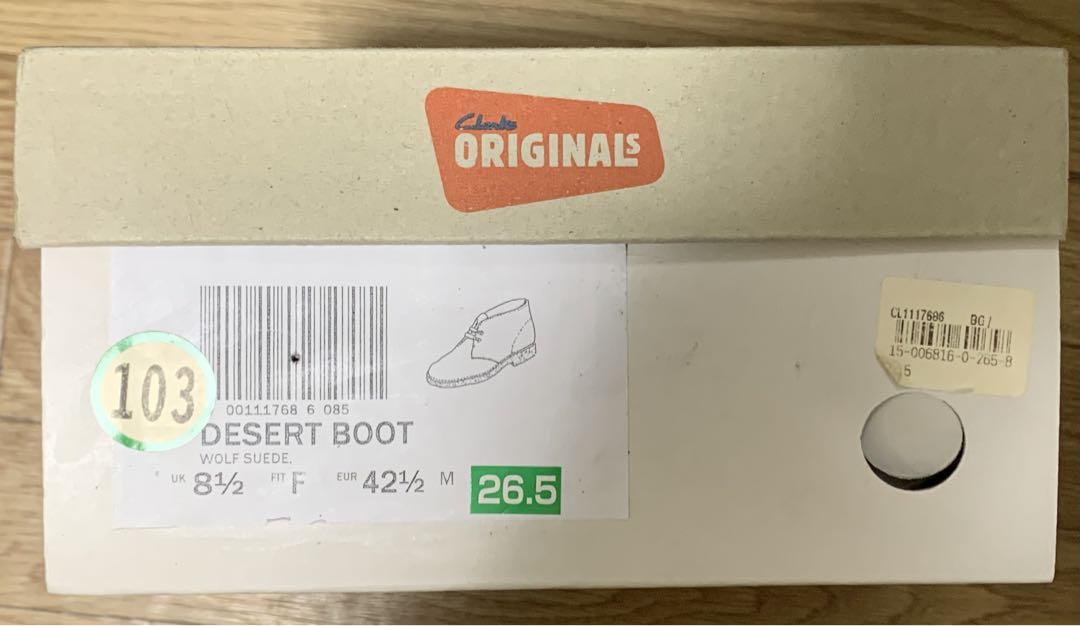 Clarks
ORIGINALS
CL1117686 BG/
15-006816-0-265-8
5
103
00111768 6 085
DESERT BOOT
WOLF SUEDE.
UK 8½ FIT F EUR 42½ M 26.5